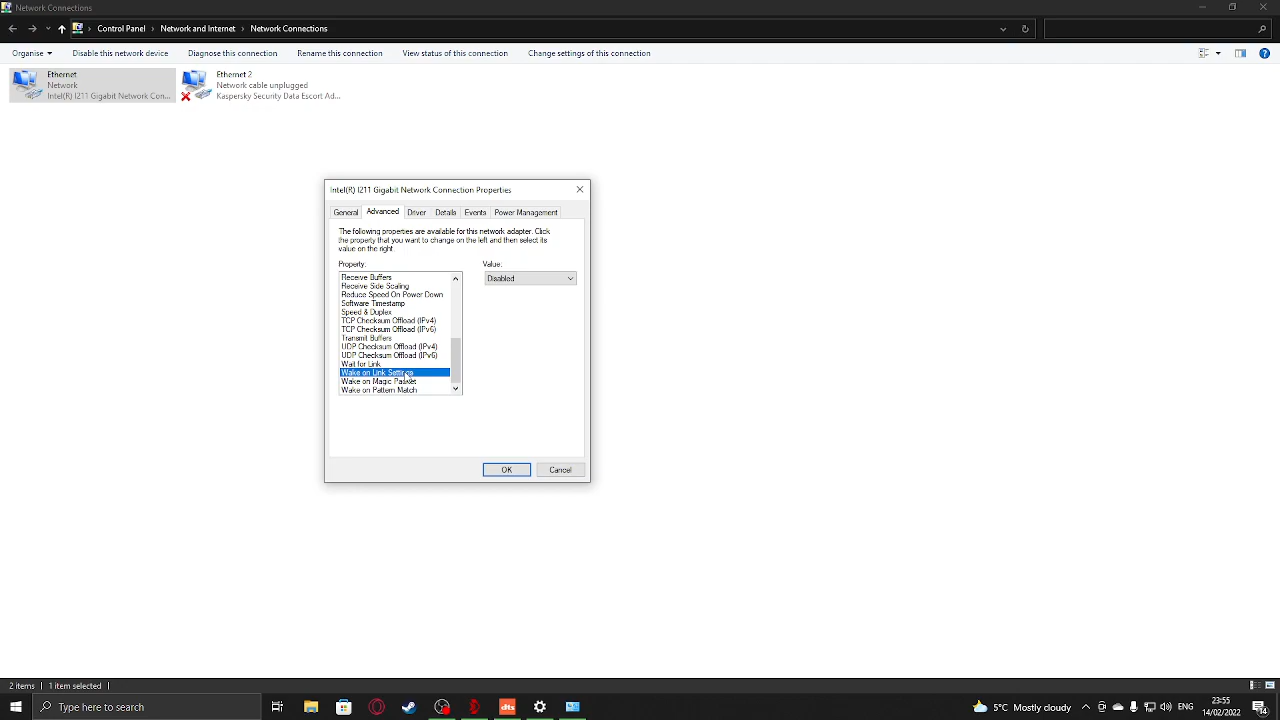 Network Connections
Control Panel > Network and Internet > Network Connections
Organise Disable this network device Diagnose this connection Rename this connection View status of this connection Change settings of this connection
Ethernet
Network
Intel(R) I211 Gigabit Network Con...
Ethernet 2
Network cable unplugged
Kaspersky Security Data Escort Ad...
Intel(R) I211 Gigabit Network Connection Properties
General Advanced Driver Details Events Power Management
The following properties are available for this network adapter. Click
the property that you want to change on the left and then select its
value on the right.
Property: Value:
Receive Buffers
Disabled
Receive Side Scaling
Reduce Speed On Power Down
Software Timestamp
Speed & Duplex
TCP Checksum Offload (IPv4)
TCP Checksum Offload (IPv6)
Transmit Buffers
UDP Checksum Offload (IPv4)
UDP Checksum Offload (IPv6)
Wait for Link
Wake on Link Settings
Wake on Magic Packet
Wake on Pattern Match
OK Cancel
2 items 1 item selected
Type here to search
dts
5°C Mostly cloudy
ENG
23:55
14/02/2022